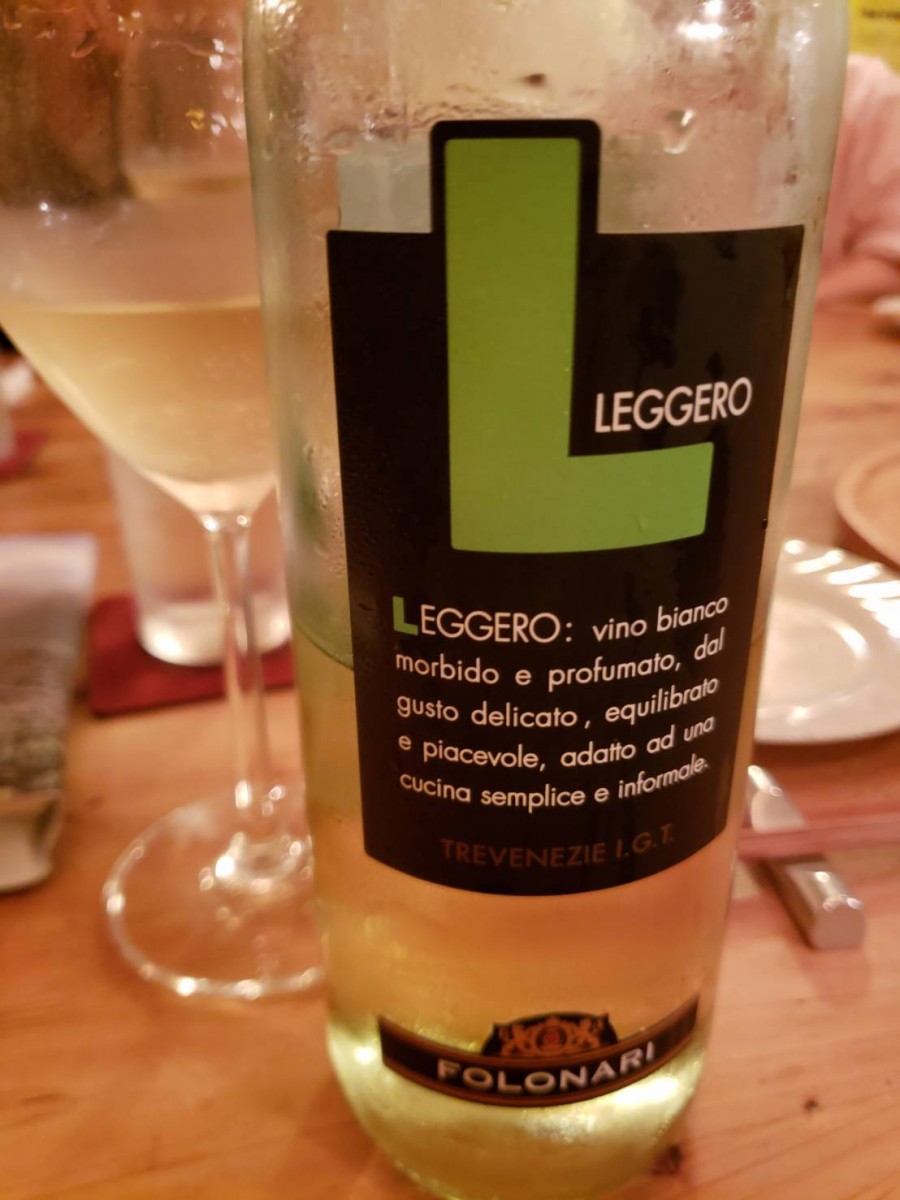 L
LEGGERO
LEGGERO: vino bianco
morbido e profumato, dal
gusto delicato, equilibrato
e piacevole, adatto ad una
cucina semplice e informale.
TREVENEZIE I.G.T.
FOLONARI